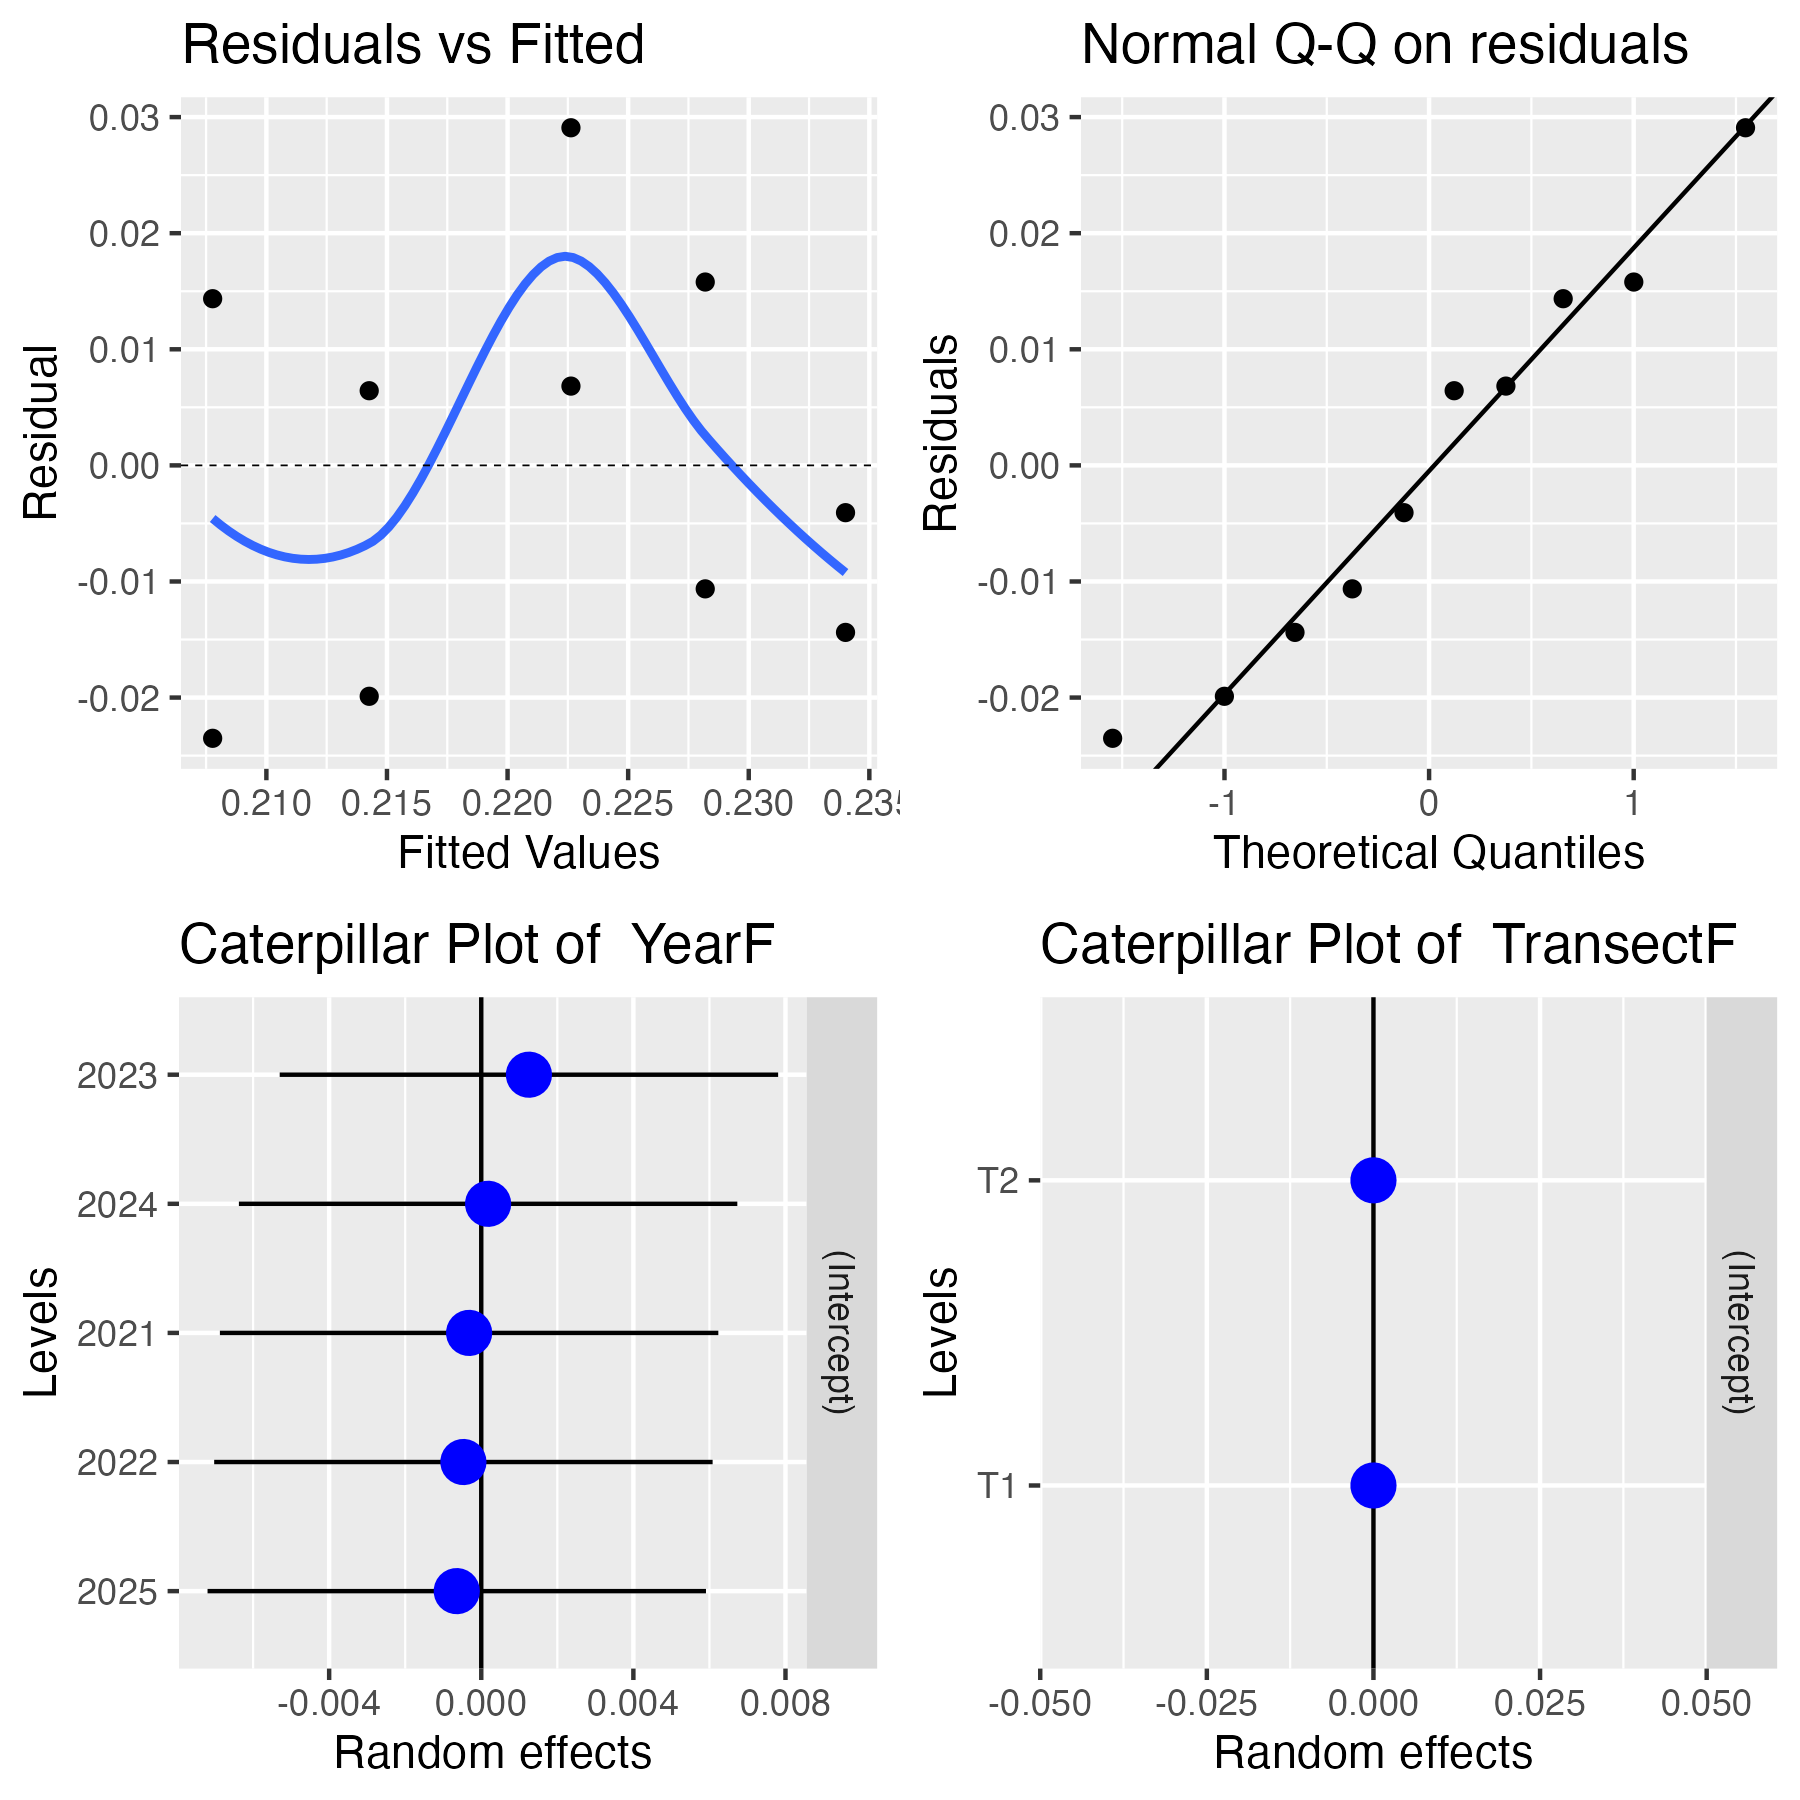 Residuals vs Fitted
0.03
0.02
0.01
0.00
-0.01
-0.02
Residual
0.210 0.215 0.220 0.225 0.230 0.235
Fitted Values
Normal Q-Q on residuals
0.03
0.02
0.01
0.00
-0.01
-0.02
Residuals
-1 0 1
Theoretical Quantiles
Caterpillar Plot of  YearF
2023
2024
2021
2022
2025
Levels
(Intercept)
-0.004 0.000 0.004 0.008
Random effects
Caterpillar Plot of  TransectF
T2
T1
Levels
(Intercept)
-0.050 -0.025 0.000 0.025 0.050
Random effects